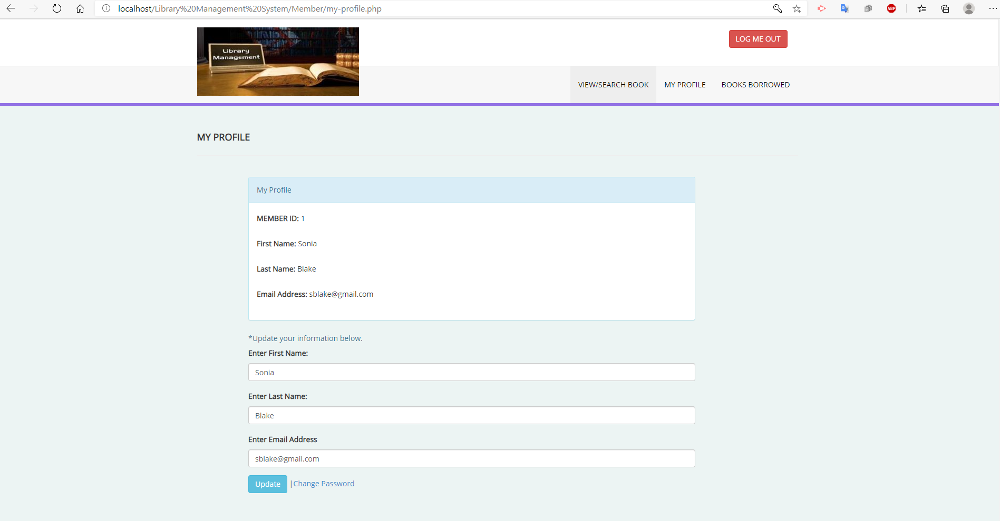 localhost/Library%20Management%20System/Member/my-profile.php
ABP
Library
Management
LOG ME OUT
VIEW/SEARCH BOOK
MY PROFILE
BOOKS BORROWED
MY PROFILE
My Profile
MEMBER ID: 1
First Name: Sonia
Last Name: Blake
Email Address: sblake@gmail.com
*Update your information below.
Enter First Name:
Sonia
Enter Last Name:
Blake
Enter Email Address
sblake@gmail.com
Update |Change Password